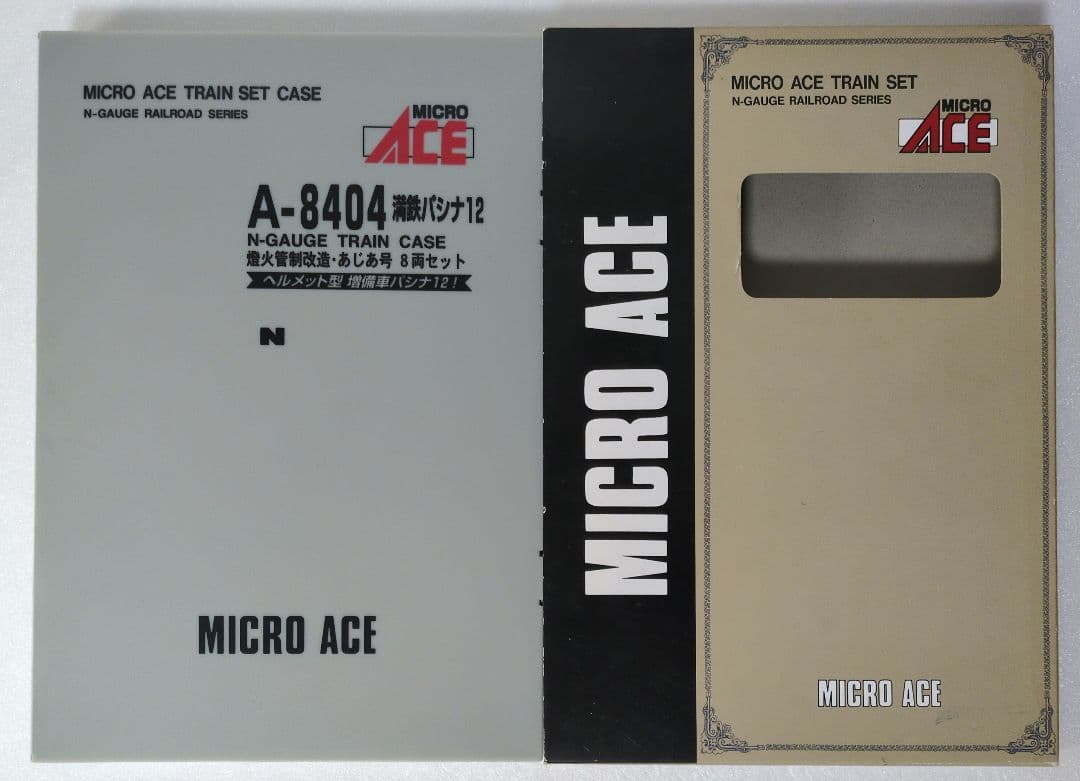 MICRO ACE TRAIN SET CASE
N-GAUGE RAILROAD SERIES
MICRO
ACE
A-8404 満鉄パシナ12
N-GAUGE TRAIN CASE
燈火管制改造・あじあ号 8両セット
ヘルメット型 増備車パシナ12!
N
MICRO ACE
MICRO ACE
MICRO ACE TRAIN SET
N-GAUGE RAILROAD SERIES
MICRO
ACE
MICRO ACE